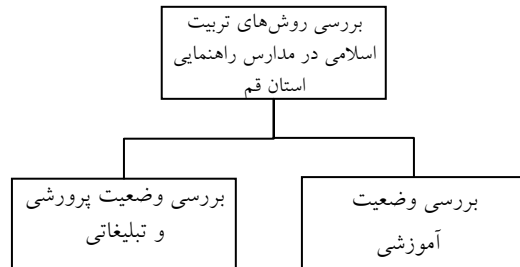 بررسی روش‌های تربیت
اسلامی در مدارس راهنمایی
استان قم
بررسی وضعیت
آموزشی
بررسی وضعیت پرورشی
و تبلیغاتی